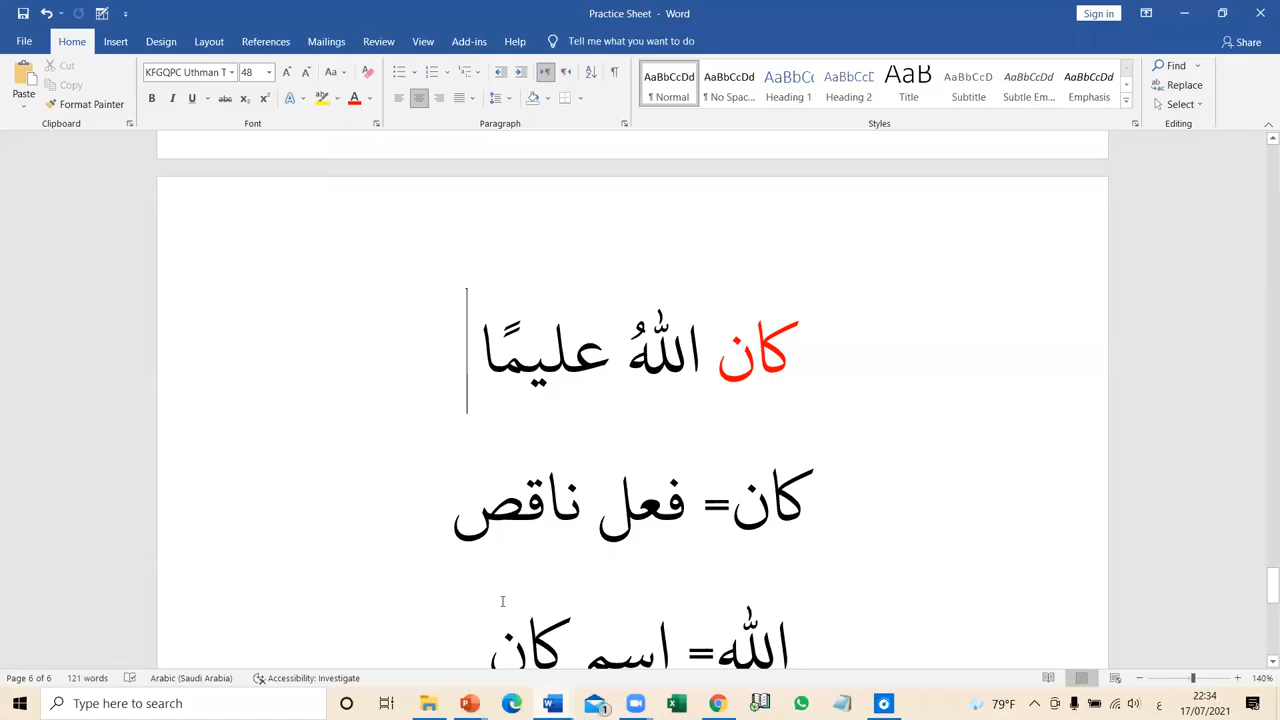 Practice Sheet - Word
Sign in
File Home Insert Design Layout References Mailings Review View Add-ins Help Tell me what you want to do
Share
Paste
Cut
Copy
Format Painter
Clipboard
KFGQPC Uthman T 48
Font
Paragraph
AaBbCcDd AaBbCcDd AaBbC( AaBbCcD AaB AaBbCcD AaBbCcDd AaBbCcDd
¶ Normal ¶ No Spac... Heading 1 Heading 2 Title Subtitle Subtle Em... Emphasis
Styles
Find
Replace
Select
Editing
كان اللهُ عليمًا
كان= فعل ناقص
الله= اسم كان
Page 6 of 6 121 words Arabic (Saudi Arabia) Accessibility: Investigate
140%
Type here to search
79°F
22:34
17/07/2021